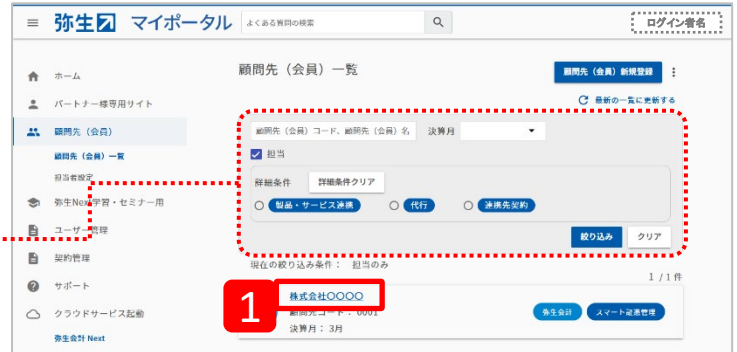 弥生 マイポータル
よくある質問の検索
ログイン者名
ホーム
パートナー様専用サイト
顧問先（会員）
顧問先（会員）一覧
担当者設定
弥生Next学習・セミナー用
ユーザー管理
契約管理
サポート
クラウドサービス起動
弥生会計 Next
顧問先（会員）一覧
顧問先（会員）新規登録
最新の一覧に更新する
顧問先（会員）コード、顧問先（会員）名 決算月
担当
詳細条件 詳細条件クリア
製品・サービス連携 代行 連携先契約
絞り込み クリア
現在の絞り込み条件： 担当のみ
1 / 1 件
1
株式会社〇〇〇〇
顧問先コード： 0001
決算月： 3月
弥生会計 スマート証憑管理